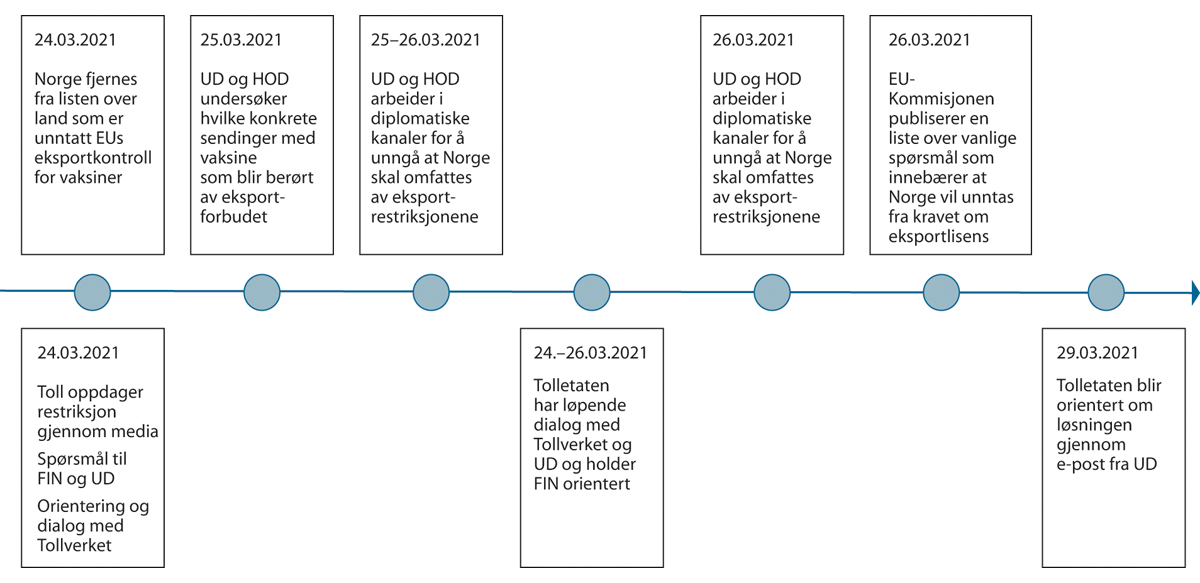 24.03.2021
Norge fjernes
fra listen over
land som er
unntatt EUs
eksportkontroll
for vaksiner
25.03.2021
UD og HOD
undersøker
hvilke konkrete
sendinger med
vaksine
som blir berørt
av eksport-
forbudet
25–26.03.2021
UD og HOD
arbeider i
diplomatiske
kanaler for å
unngå at Norge
skal omfattes
av eksport-
restriksjonene
26.03.2021
UD og HOD
arbeider i
diplomatiske
kanaler for å
unngå at Norge
skal omfattes
av eksport-
restriksjonene
26.03.2021
EU-
Kommisjonen
publiserer en
liste over vanlige
spørsmål som
innebærer at
Norge vil unntas
fra kravet om
eksportlisens
24.03.2021
Toll oppdager
restriksjon
gjennom media
Spørsmål til
FIN og UD
Orientering og
dialog med
Tollverket
24.–26.03.2021
Tolletaten
har løpende
dialog med
Tollverket og
UD og holder
FIN orientert
29.03.2021
Tolletaten blir
orientert om
løsningen
gjennom
e-post fra UD